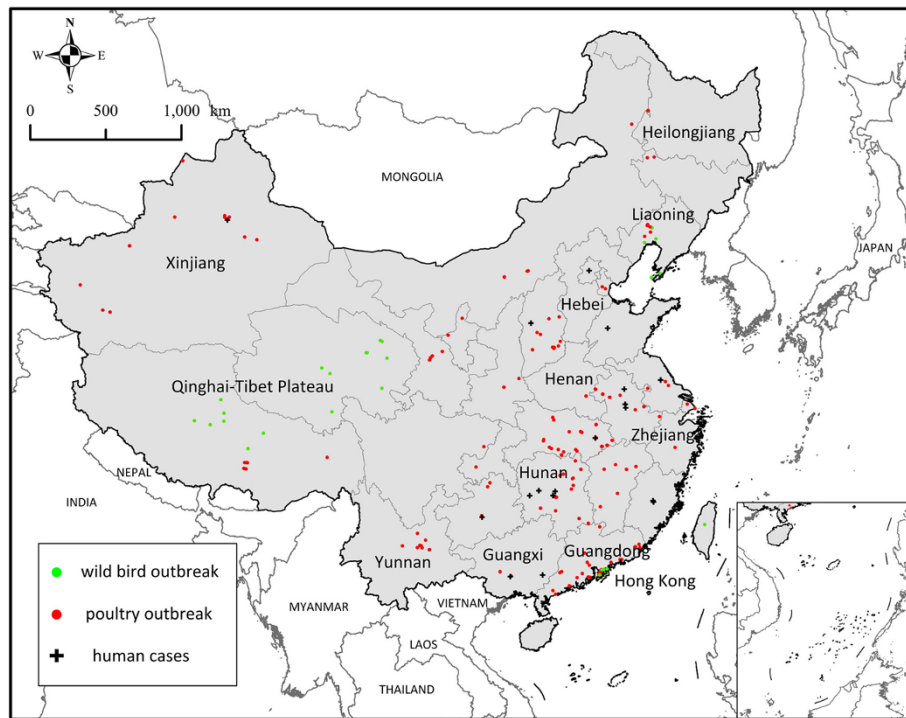 N
W E
S
0 500 1,000 km
Heilongjiang
MONGOLIA
Liaoning
JAPAN
Xinjiang
Hebei
Qinghai-Tibet Plateau
Henan
Zhejiang
NEPAL
Hunan
INDIA
Yunnan
Guangxi
Guangdong
Hong Kong
wild bird outbreak
poultry outbreak
human cases
MYANMAR
VIETNAM
LAOS
THAILAND